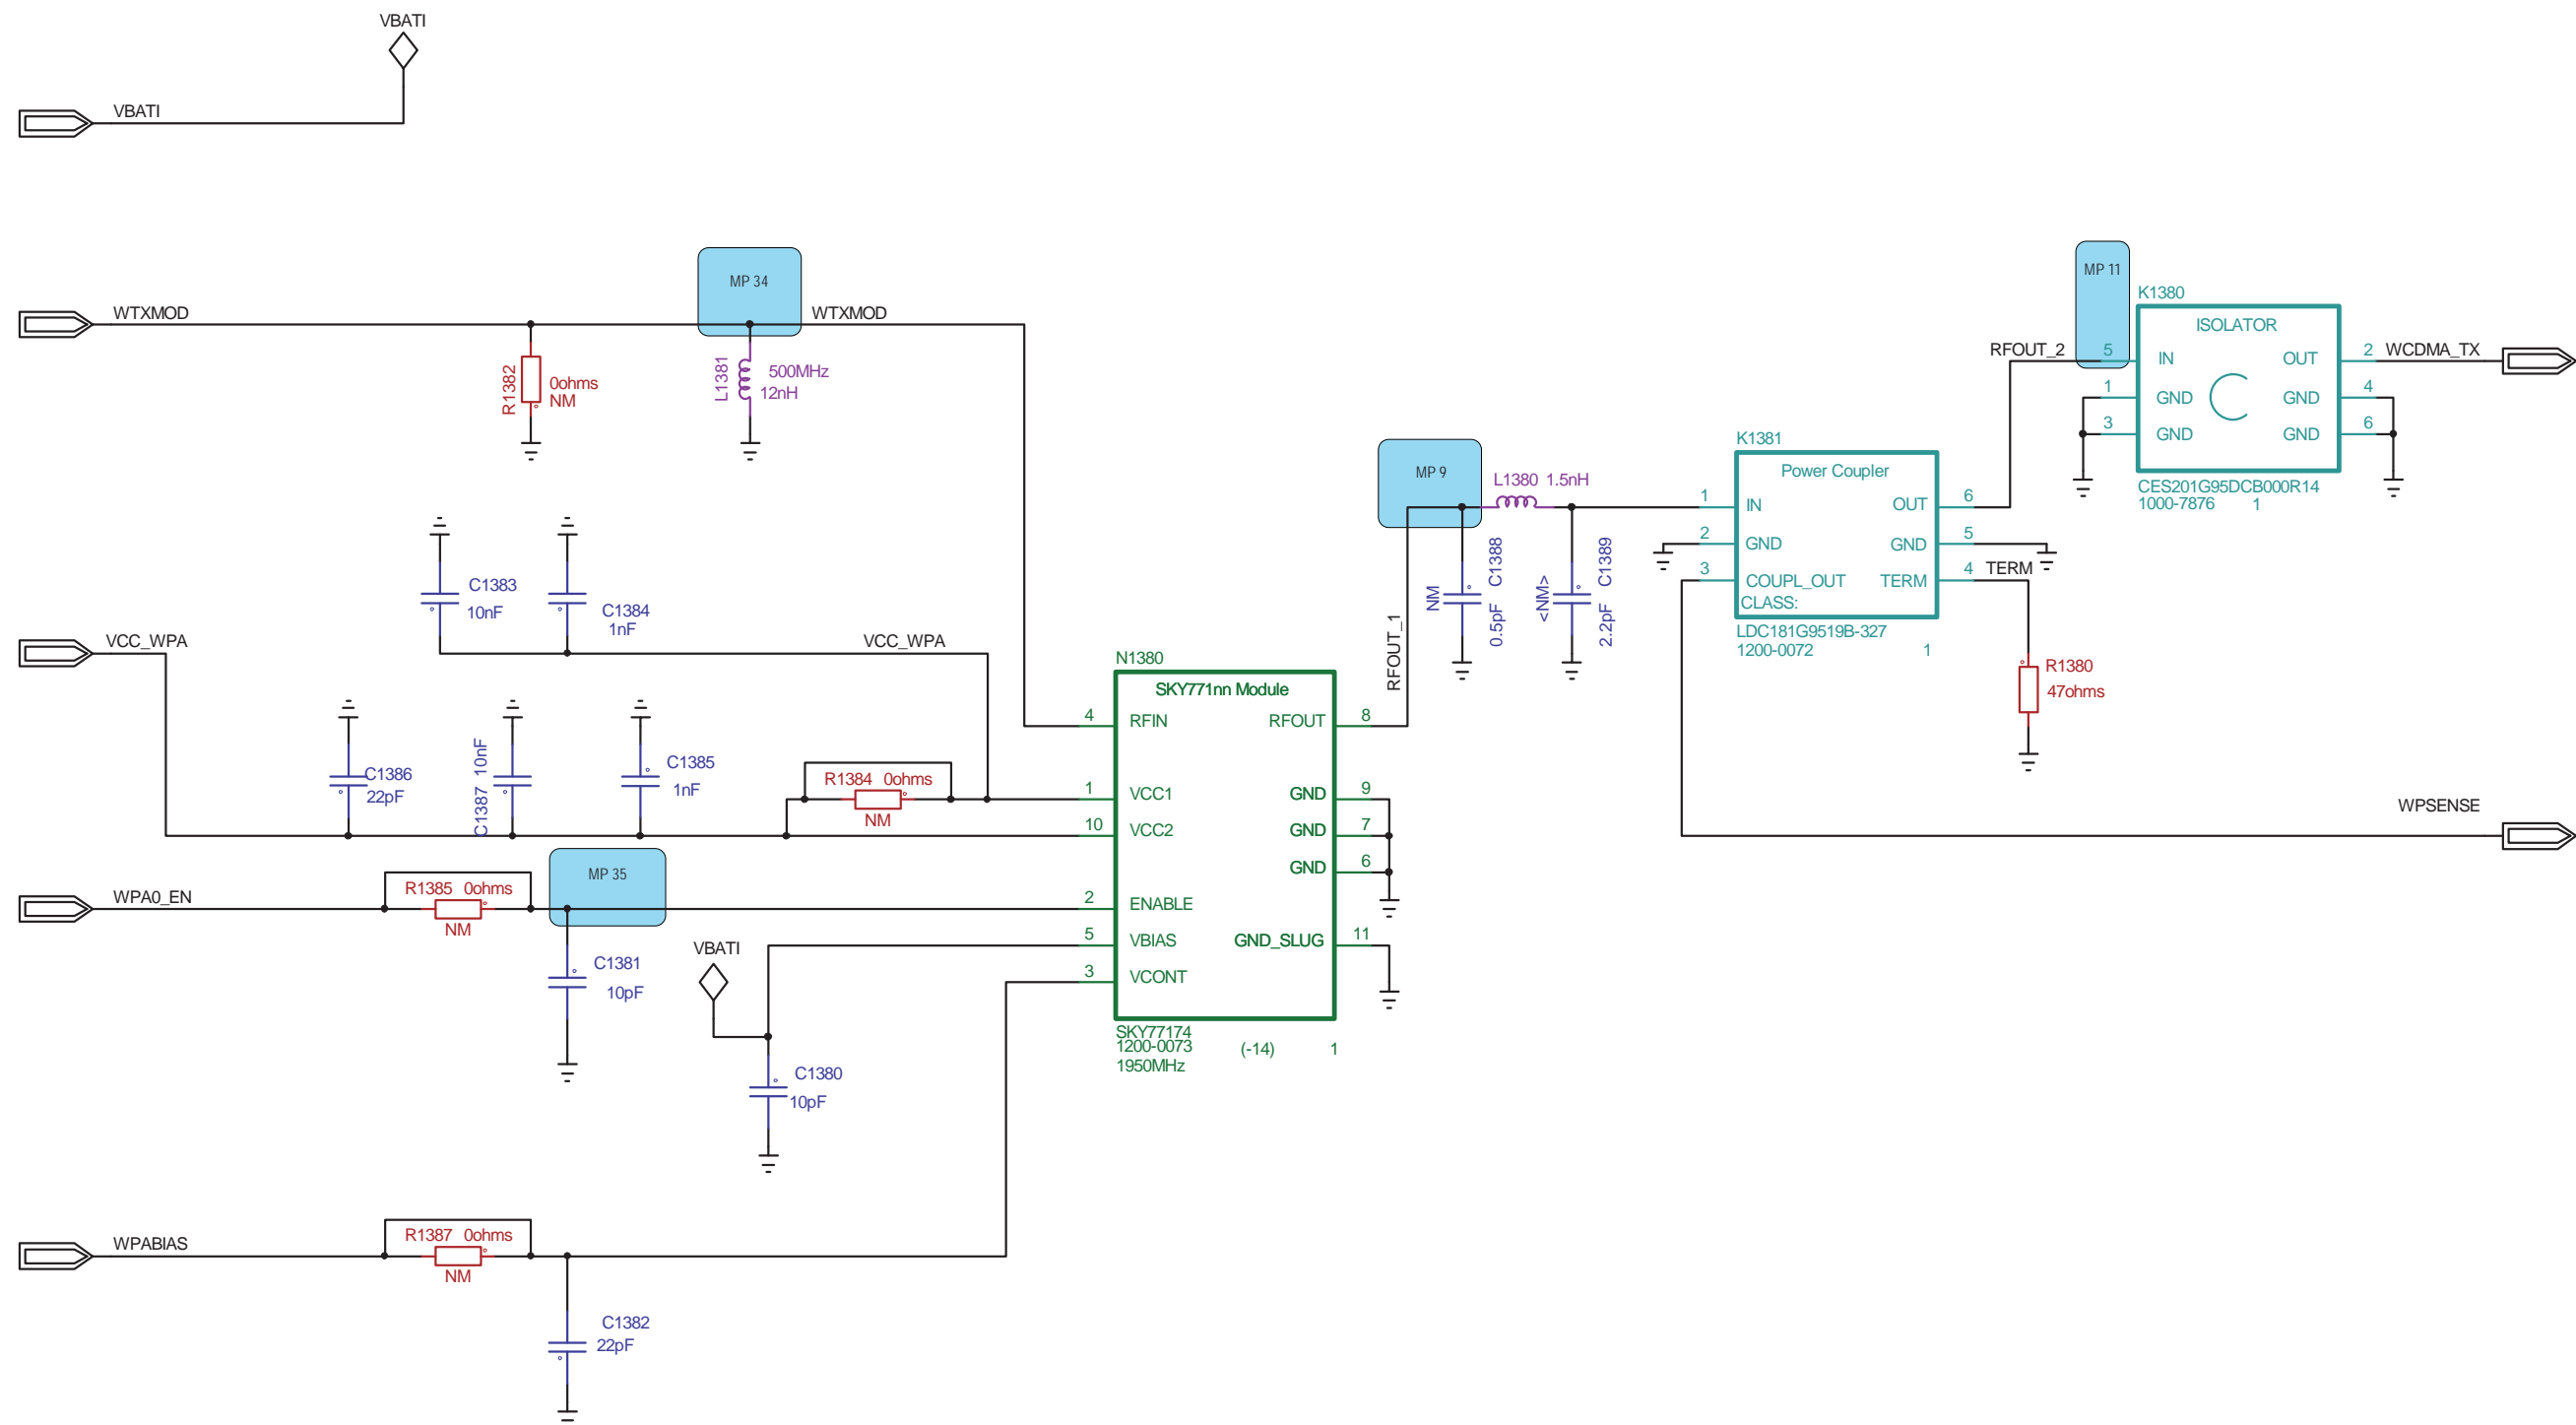 VBATI
VBATI
MP 34
WTXMOD
WTXMOD
R1382
0ohms
NM
L1381
500MHz
12nH
MP 11
K1380
ISOLATOR
RFOUT_2
5
IN
OUT
2
WCDMA_TX
1
GND
GND
4
3
GND
GND
6
CES201G95DCB000R14
1000-7876
1
MP 9
L1380 1.5nH
K1381
Power Coupler
1
IN
OUT
6
2
GND
GND
5
3
COUPL_OUT
TERM
4
TERM
CLASS:
LDC181G9519B-327
1200-0072
1
NM
0.5pF C1388
<NM>
2.2pF C1389
RFOUT_1
R1380
47ohms
C1383
10nF
C1384
1nF
VCC_WPA
VCC_WPA
C1386
22pF
C1387 10nF
C1385
1nF
R1384 0ohms
NM
N1380
SKY771nn Module
4
RFIN
RFOUT
8
1
VCC1
GND
9
10
VCC2
GND
7
GND
6
2
ENABLE
5
VBIAS
GND_SLUG
11
3
VCONT
SKY77174
1200-0073
(-14)
1
1950MHz
WPSENSE
MP 35
WPA0_EN
R1385 0ohms
NM
C1381
10pF
VBATI
C1380
10pF
WPABIAS
R1387 0ohms
NM
C1382
22pF